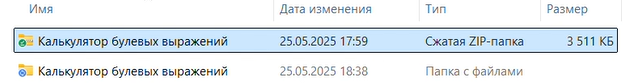 Имя Дата изменения Тип Размер
Калькулятор булевых выражений 25.05.2025 17:59 Сжатая ZIP-папка 3 511 КБ
Калькулятор булевых выражений 25.05.2025 18:38 Папка с файлами